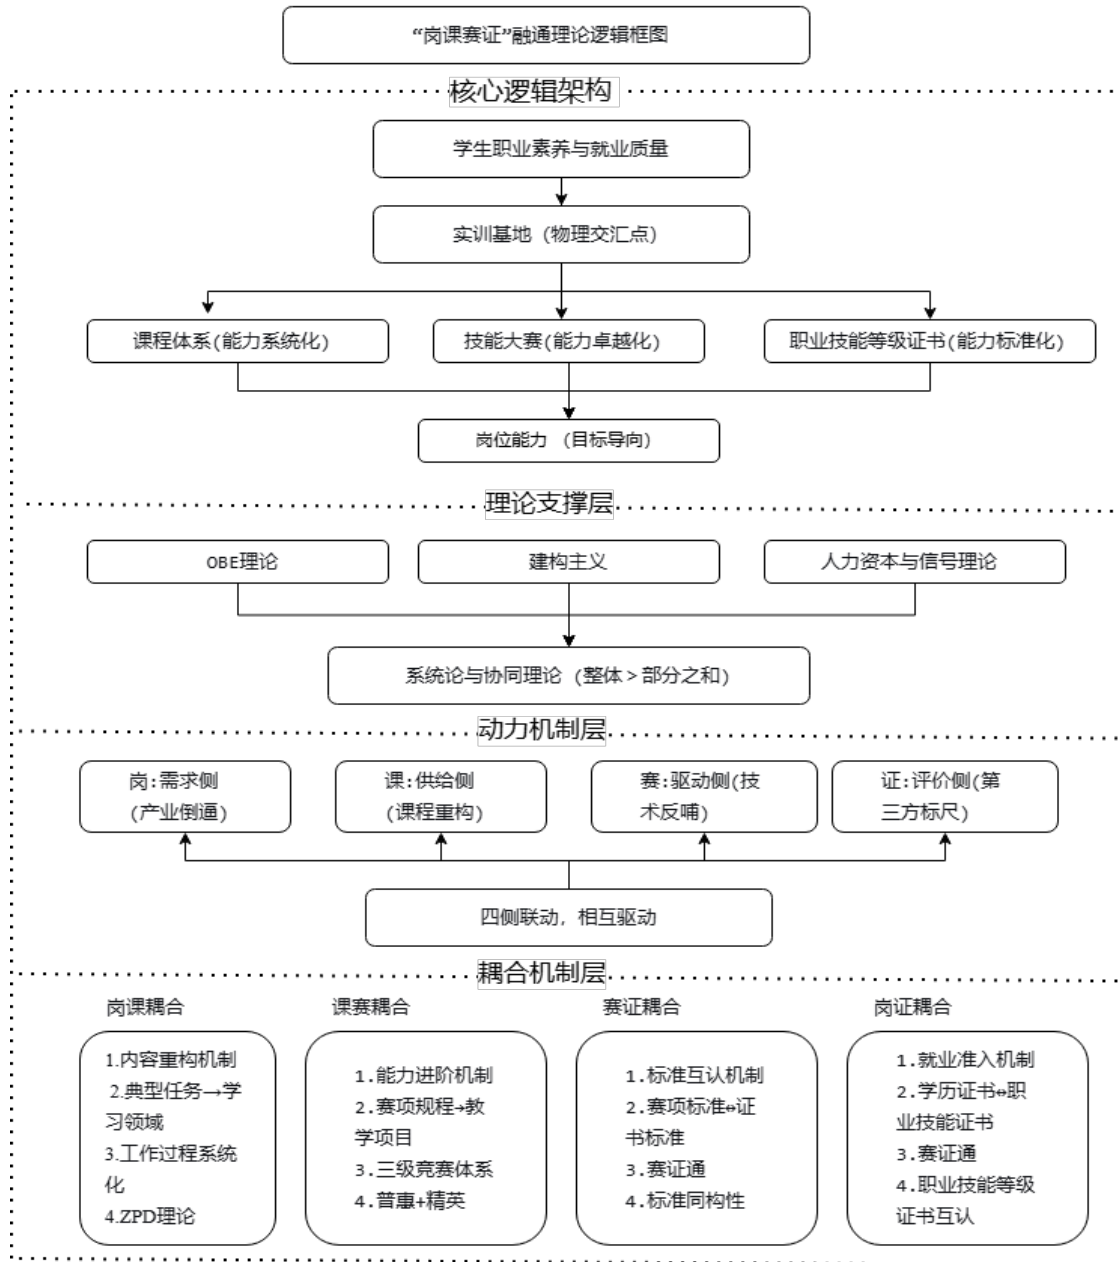 “岗课赛证”融通理论逻辑框图
核心逻辑架构
学生职业素养与就业质量
实训基地（物理交汇点）
课程体系(能力系统化)
技能大赛(能力卓越化)
职业技能等级证书(能力标准化)
岗位能力 （目标导向）
理论支撑层
OBE理论
建构主义
人力资本与信号理论
系统论与协同理论（整体＞部分之和）
动力机制层
岗:需求侧
(产业倒逼)
课:供给侧
(课程重构)
赛:驱动侧(技
术反哺)
证:评价侧(第
三方标尺)
四侧联动，相互驱动
耦合机制层
岗课耦合
1.内容重构机制
2.典型任务→学
习领域
3.工作过程系统
化
4.ZPD理论
课赛耦合
1.能力进阶机制
2.赛项规程→教
学项目
3.三级竞赛体系
4.普惠+精英
赛证耦合
1.标准互认机制
2.赛项标准↔证
书标准
3.赛证通
4.标准同构性
岗证耦合
1.就业准入机制
2.学历证书↔职
业技能证书
3.赛证通
4.职业技能等级
证书互认